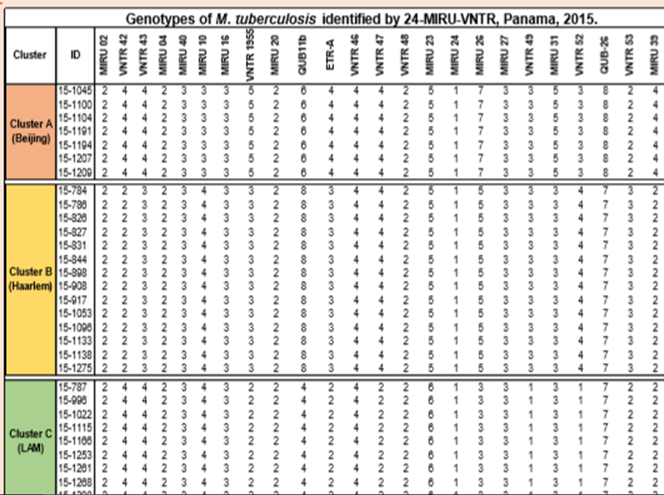 Genotypes of M. tuberculosis identified by 24-MIRU-VNTR, Panama, 2015.
Cluster ID MIRU 02 VNTR 42 VNTR 43 MIRU 04 MIRU 40 MIRU 10 MIRU 16 VNTR 1955 MIRU 20 QUB11b ETR-A VNTR 46 VNTR 47 VNTR 48 MIRU 23 MIRU 24 MIRU 26 MIRU 27 VNTR 49 MIRU 31 VNTR 52 QUB-26 VNTR 53 MIRU 39
Cluster A
(Beijing)
15-1045 2 4 4 2 3 3 3 5 2 6 4 4 4 2 5 1 7 3 3 5 3 8 2 4
15-1100 2 4 4 2 3 3 3 5 2 6 4 4 4 2 5 1 7 3 3 5 3 8 2 4
15-1104 2 4 4 2 3 3 3 5 2 6 4 4 4 2 5 1 7 3 3 5 3 8 2 4
15-1191 2 4 4 2 3 3 3 5 2 6 4 4 4 2 5 1 7 3 3 5 3 8 2 4
15-1194 2 4 4 2 3 3 3 5 2 6 4 4 4 2 5 1 7 3 3 5 3 8 2 4
15-1207 2 4 4 2 3 3 3 5 2 6 4 4 4 2 5 1 7 3 3 5 3 8 2 4
15-1209 2 4 4 2 3 3 3 5 2 6 4 4 4 2 5 1 7 3 3 5 3 8 2 4
Cluster B
(Haarlem)
15-784 2 2 3 2 3 4 3 3 2 8 3 4 4 2 5 1 5 3 3 3 4 7 3 2
15-786 2 2 3 2 3 4 3 3 2 8 3 4 4 2 5 1 5 3 3 3 4 7 3 2
15-826 2 2 3 2 3 4 3 3 2 8 3 4 4 2 5 1 5 3 3 3 4 7 3 2
15-827 2 2 3 2 3 4 3 3 2 8 3 4 4 2 5 1 5 3 3 3 4 7 3 2
15-831 2 2 3 2 3 4 3 3 2 8 3 4 4 2 5 1 5 3 3 3 4 7 3 2
15-844 2 2 3 2 3 4 3 3 2 8 3 4 4 2 5 1 5 3 3 3 4 7 3 2
15-898 2 2 3 2 3 4 3 3 2 8 3 4 4 2 5 1 5 3 3 3 4 7 3 2
15-908 2 2 3 2 3 4 3 3 2 8 3 4 4 2 5 1 5 3 3 3 4 7 3 2
15-917 2 2 3 2 3 4 3 3 2 8 3 4 4 2 5 1 5 3 3 3 4 7 3 2
15-1053 2 2 3 2 3 4 3 3 2 8 3 4 4 2 5 1 5 3 3 3 4 7 3 2
15-1096 2 2 3 2 3 4 3 3 2 8 3 4 4 2 5 1 5 3 3 3 4 7 3 2
15-1133 2 2 3 2 3 4 3 3 2 8 3 4 4 2 5 1 5 3 3 3 4 7 3 2
15-1138 2 2 3 2 3 4 3 3 2 8 3 4 4 2 5 1 5 3 3 3 4 7 3 2
15-1275 2 2 3 2 3 4 3 3 2 8 3 4 4 2 5 1 5 3 3 3 4 7 3 2
Cluster C
(LAM)
15-787 2 4 4 2 3 4 3 2 2 4 2 4 2 2 6 1 3 3 1 3 1 7 2 2
15-996 2 4 4 2 3 4 3 2 2 4 2 4 2 2 6 1 3 3 1 3 1 7 2 2
15-1022 2 4 4 2 3 4 3 2 2 4 2 4 2 2 6 1 3 3 1 3 1 7 2 2
15-1115 2 4 4 2 3 4 3 2 2 4 2 4 2 2 6 1 3 3 1 3 1 7 2 2
15-1166 2 4 4 2 3 4 3 2 2 4 2 4 2 2 6 1 3 3 1 3 1 7 2 2
15-1253 2 4 4 2 3 4 3 2 2 4 2 4 2 2 6 1 3 3 1 3 1 7 2 2
15-1261 2 4 4 2 3 4 3 2 2 4 2 4 2 2 6 1 3 3 1 3 1 7 2 2
15-1268 2 4 4 2 3 4 3 2 2 4 2 4 2 2 6 1 3 3 1 3 1 7 2 2